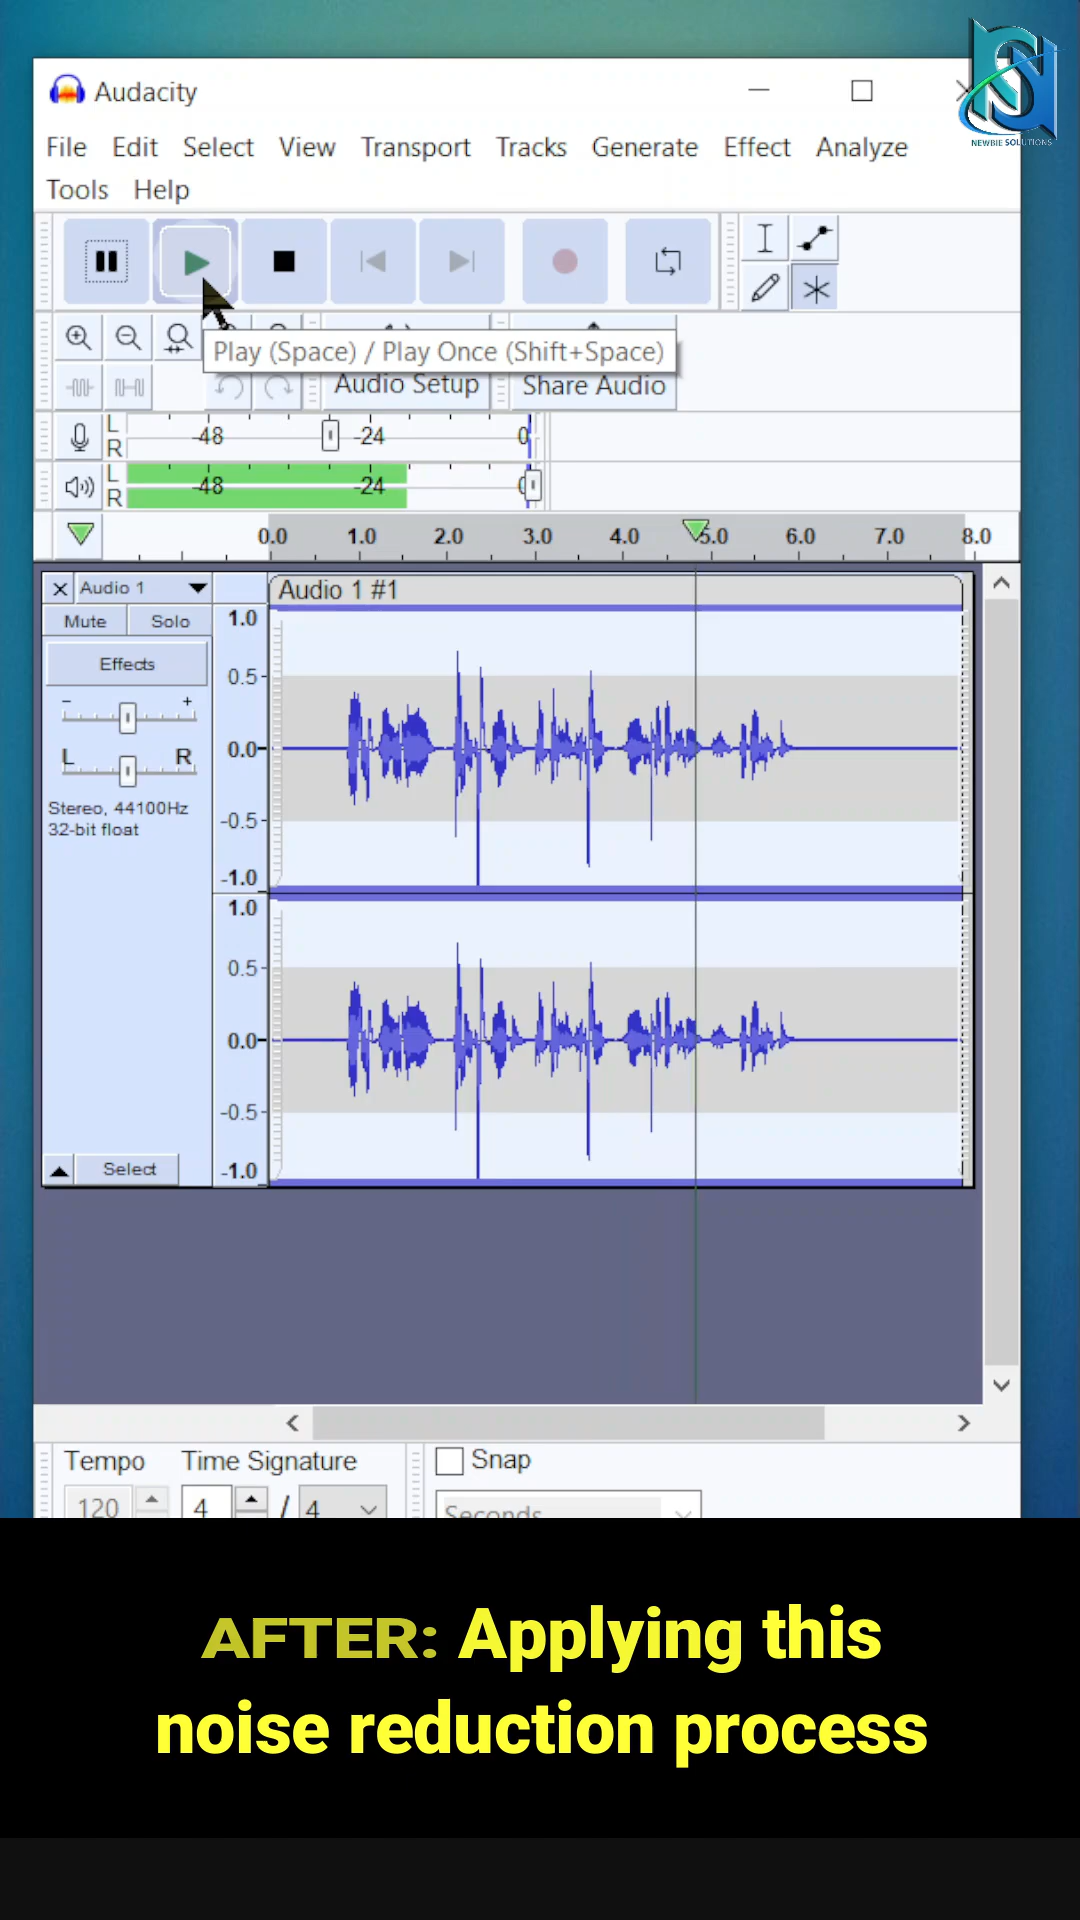 NEWBIE SOLUTIONS
Audacity
File Edit Select View Transport Tracks Generate Effect Analyze
Tools Help
Play (Space) / Play Once (Shift+Space)
Audio Setup Share Audio
L
R
-48 -24 0
L
R
-48 -24
0.0 1.0 2.0 3.0 4.0 5.0 6.0 7.0 8.0
Audio 1
Audio 1 #1
Mute Solo
Effects
- +
L R
Stereo, 44100Hz
32-bit float
1.0
0.5
0.0
-0.5
-1.0
1.0
0.5
0.0
-0.5
-1.0
Select
Tempo Time Signature Snap
120 4 / 4 Seconds
AFTER: Applying this
noise reduction process